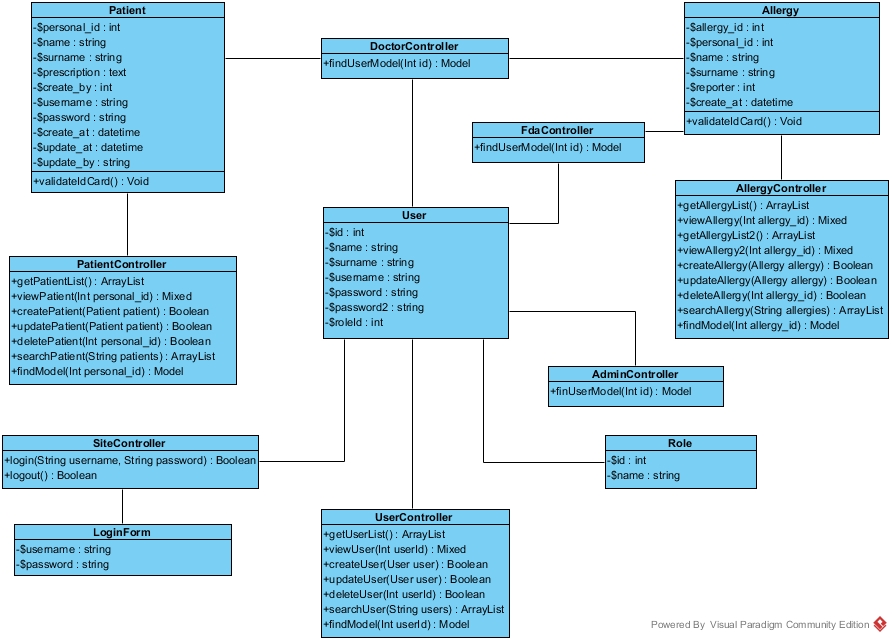 Patient
-$personal_id : int
-$name : string
-$surname : string
-$prescription : text
-$create_by : int
-$username : string
-$password : string
-$create_at : datetime
-$update_at : datetime
-$update_by : string
+validateIdCard() : Void
DoctorController
+findUserModel(Int id) : Model
Allergy
-$allergy_id : int
-$personal_id : int
-$name : string
-$surname : string
-$reporter : int
-$create_at : datetime
+validateIdCard() : Void
FdaController
+findUserModel(Int id) : Model
AllergyController
+getAllergyList() : ArrayList
+viewAllergy(Int allergy_id) : Mixed
+getAllergyList2() : ArrayList
+viewAllergy2(Int allergy_id) : Mixed
+createAllergy(Allergy allergy) : Boolean
+updateAllergy(Allergy allergy) : Boolean
+deleteAllergy(Int allergy_id) : Boolean
+searchAllergy(String allergies) : ArrayList
+findModel(Int allergy_id) : Model
User
-$id : int
-$name : string
-$surname : string
-$username : string
-$password : string
-$password2 : string
-$roleId : int
PatientController
+getPatientList() : ArrayList
+viewPatient(Int personal_id) : Mixed
+createPatient(Patient patient) : Boolean
+updatePatient(Patient patient) : Boolean
+deletePatient(Int personal_id) : Boolean
+searchPatient(String patients) : ArrayList
+findModel(Int personal_id) : Model
AdminController
+finUserModel(Int id) : Model
SiteController
+login(String username, String password) : Boolean
+logout() : Boolean
Role
-$id : int
-$name : string
LoginForm
-$username : string
-$password : string
UserController
+getUserList() : ArrayList
+viewUser(Int userId) : Mixed
+createUser(User user) : Boolean
+updateUser(User user) : Boolean
+deleteUser(Int userId) : Boolean
+searchUser(String users) : ArrayList
+findModel(Int userId) : Model
Powered By Visual Paradigm Community Edition